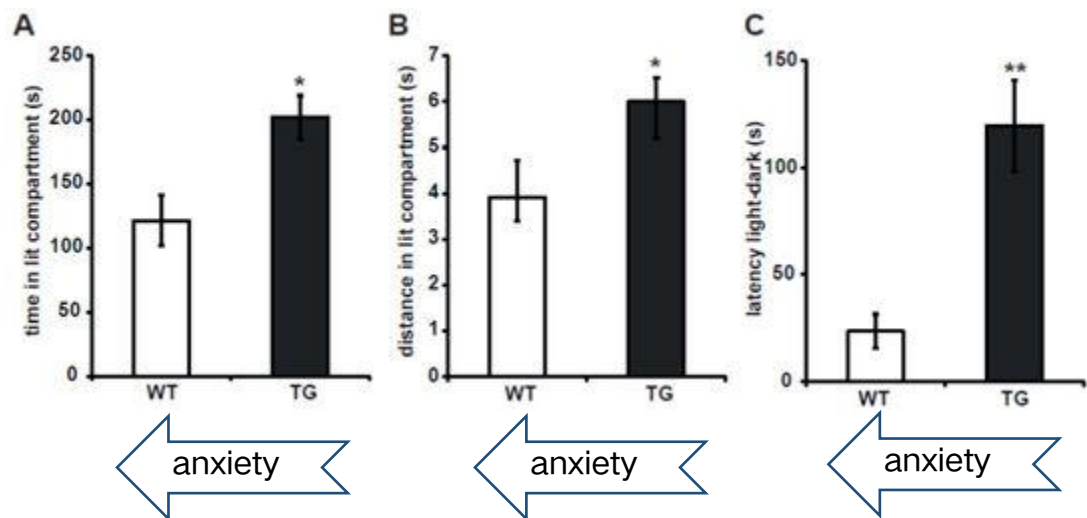 A
time in lit compartment (s)
250
200
150
100
50
0
*
WT
TG
anxiety
B
distance in lit compartment (s)
7
6
5
4
3
2
1
0
*
WT
TG
anxiety
C
latency light-dark (s)
150
100
50
0
**
WT
TG
anxiety